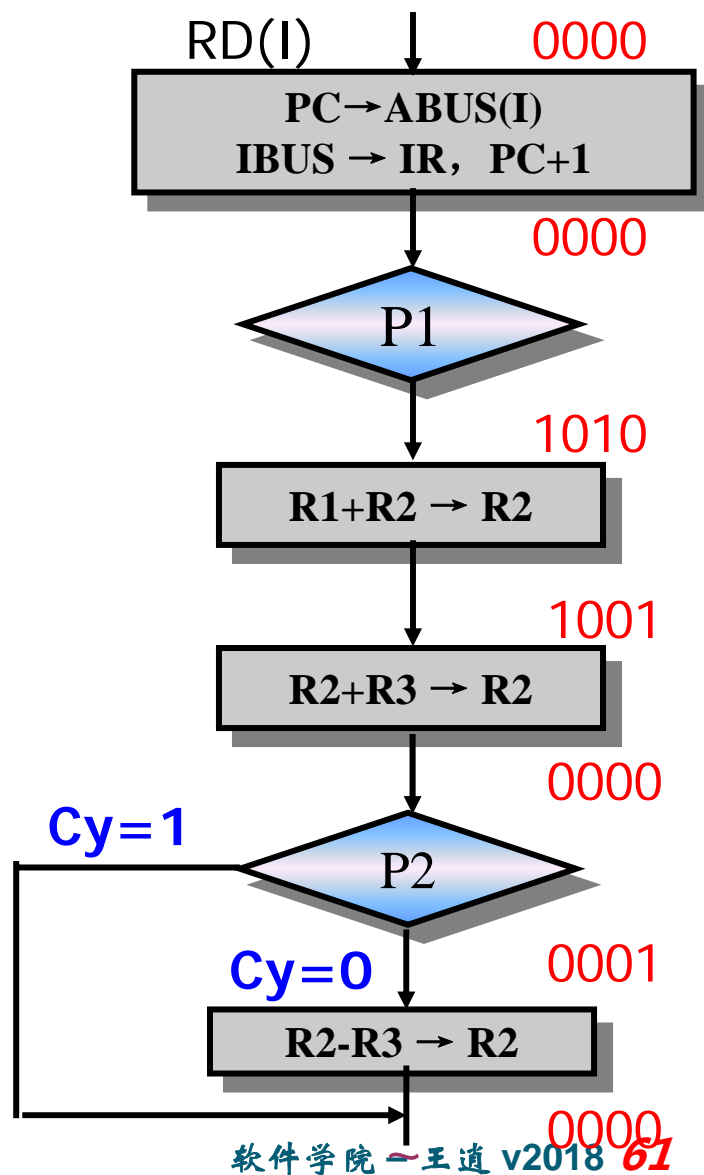 RD(I) 0000
PC→ABUS(I)
IBUS → IR，PC+1
0000
P1
1010
R1+R2 → R2
1001
R2+R3 → R2
0000
Cy=1
P2
Cy=0 0001
R2-R3 → R2
0000
软件学院 ~ 王道 v2018 61